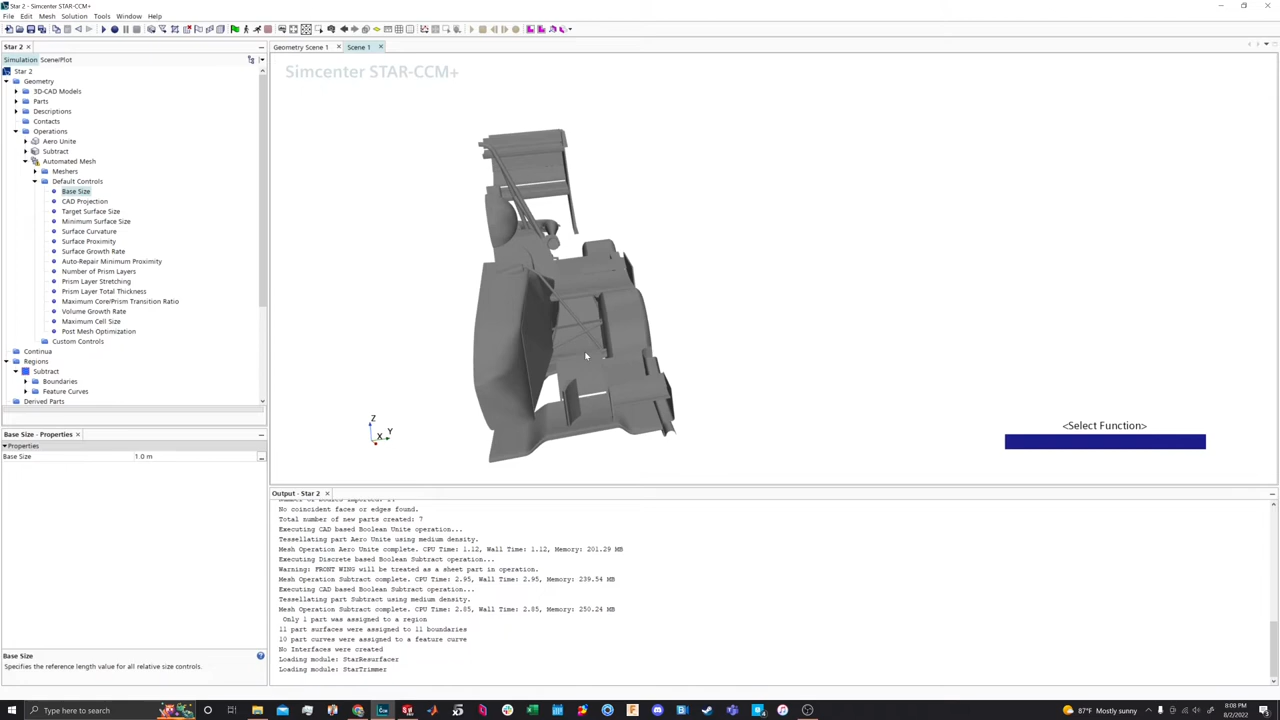 Star 2 - Simcenter STAR-CCM+
File Edit Mesh Solution Tools Window Help
Star 2
Geometry Scene 1
Scene 1
Simulation Scene/Plot
Star 2
Geometry
3D-CAD Models
Parts
Descriptions
Contacts
Operations
Aero Unite
Subtract
Automated Mesh
Meshers
Default Controls
Base Size
CAD Projection
Target Surface Size
Minimum Surface Size
Surface Curvature
Surface Proximity
Surface Growth Rate
Auto-Repair Minimum Proximity
Number of Prism Layers
Prism Layer Stretching
Prism Layer Total Thickness
Maximum Core/Prism Transition Ratio
Volume Growth Rate
Maximum Cell Size
Post Mesh Optimization
Custom Controls
Continua
Regions
Subtract
Boundaries
Feature Curves
Derived Parts
Base Size - Properties
Properties
Base Size 1.0 m
Base Size
Specifies the reference length value for all relative size controls.
Simcenter STAR-CCM+
Z
Y
X
<Select Function>
Output - Star 2
No coincident faces or edges found.
Total number of new parts created: 7
Executing CAD based Boolean Unite operation...
Tessellating part Aero Unite using medium density.
Mesh Operation Aero Unite complete. CPU Time: 1.12, Wall Time: 1.12, Memory: 201.29 MB
Executing Discrete based Boolean Subtract operation...
Warning: FRONT WING will be treated as a sheet part in operation.
Mesh Operation Subtract complete. CPU Time: 2.95, Wall Time: 2.95, Memory: 239.54 MB
Executing CAD based Boolean Subtract operation...
Tessellating part Subtract using medium density.
Mesh Operation Subtract complete. CPU Time: 2.85, Wall Time: 2.85, Memory: 250.24 MB
Only 1 part was assigned to a region
11 part surfaces were assigned to 11 boundaries
10 part curves were assigned to a feature curve
No Interfaces were created
Loading module: StarResurfacer
Loading module: StarTrimmer
Type here to search
87°F Mostly sunny
8:08 PM
8/2/2022